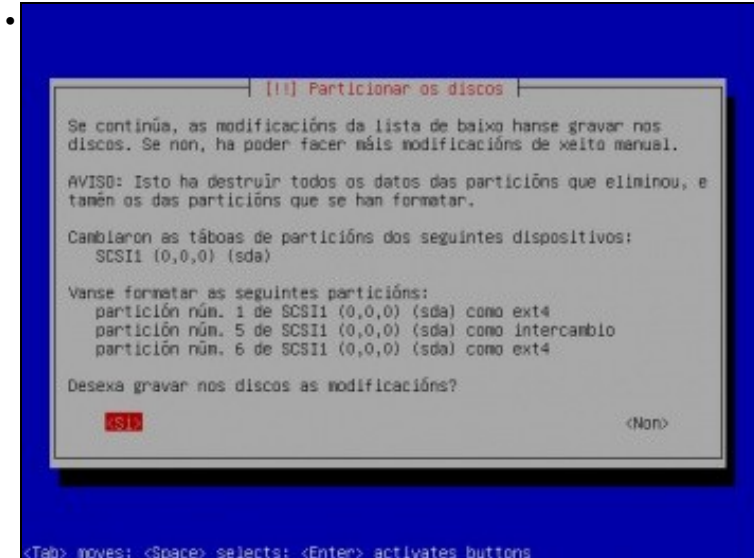 [!!] Particionar os discos
Se continúa, as modificacións da lista de baixo hanse gravar nos
discos. Se non, ha poder facer máis modificacións de xeito manual.
AVISO: Isto ha destruír todos os datos das particións que eliminou, e
tamén os das particións que se han formatar.
Cambiaron as táboas de particións dos seguintes dispositivos:
SCSI1 (0,0,0) (sda)
Vanse formatar as seguintes particións:
partición núm. 1 de SCSI1 (0,0,0) (sda) como ext4
partición núm. 5 de SCSI1 (0,0,0) (sda) como intercambio
partición núm. 6 de SCSI1 (0,0,0) (sda) como ext4
Desexa gravar nos discos as modificacións?
<Si> <Non>
<Tab> moves; <Space> selects; <Enter> activates buttons